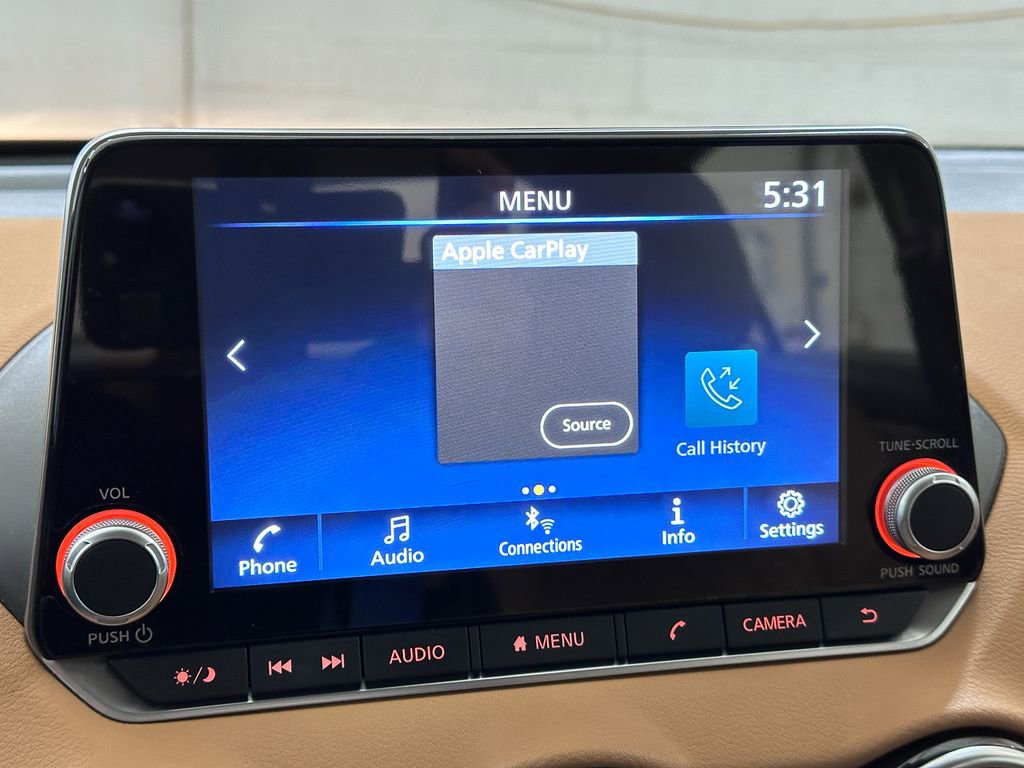 MENU
5:31
Apple CarPlay
Source
Call History
Phone
Audio
Connections
Info
Settings
VOL
PUSH
TUNE·SCROLL
PUSH SOUND
AUDIO
MENU
CAMERA